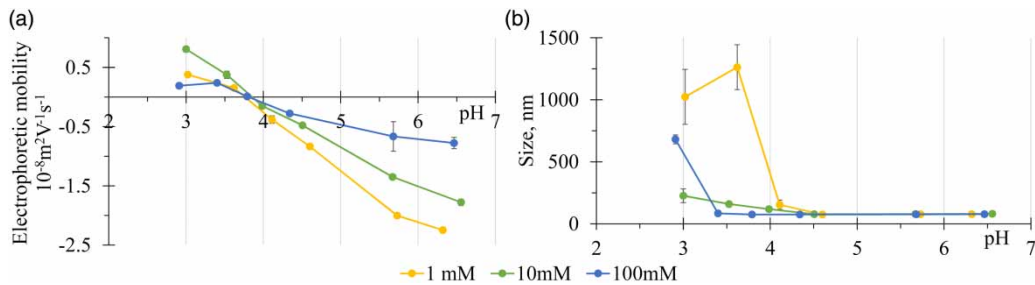 (a)
Electrophoretic mobility
10⁻⁸m²V⁻¹s⁻¹
0.5
-0.5
-1.5
-2.5
2 3 4 5 6 7
pH
(b)
Size, nm
1500
1000
500
0
2 3 4 5 6 7
pH
1 mM 10mM 100mM